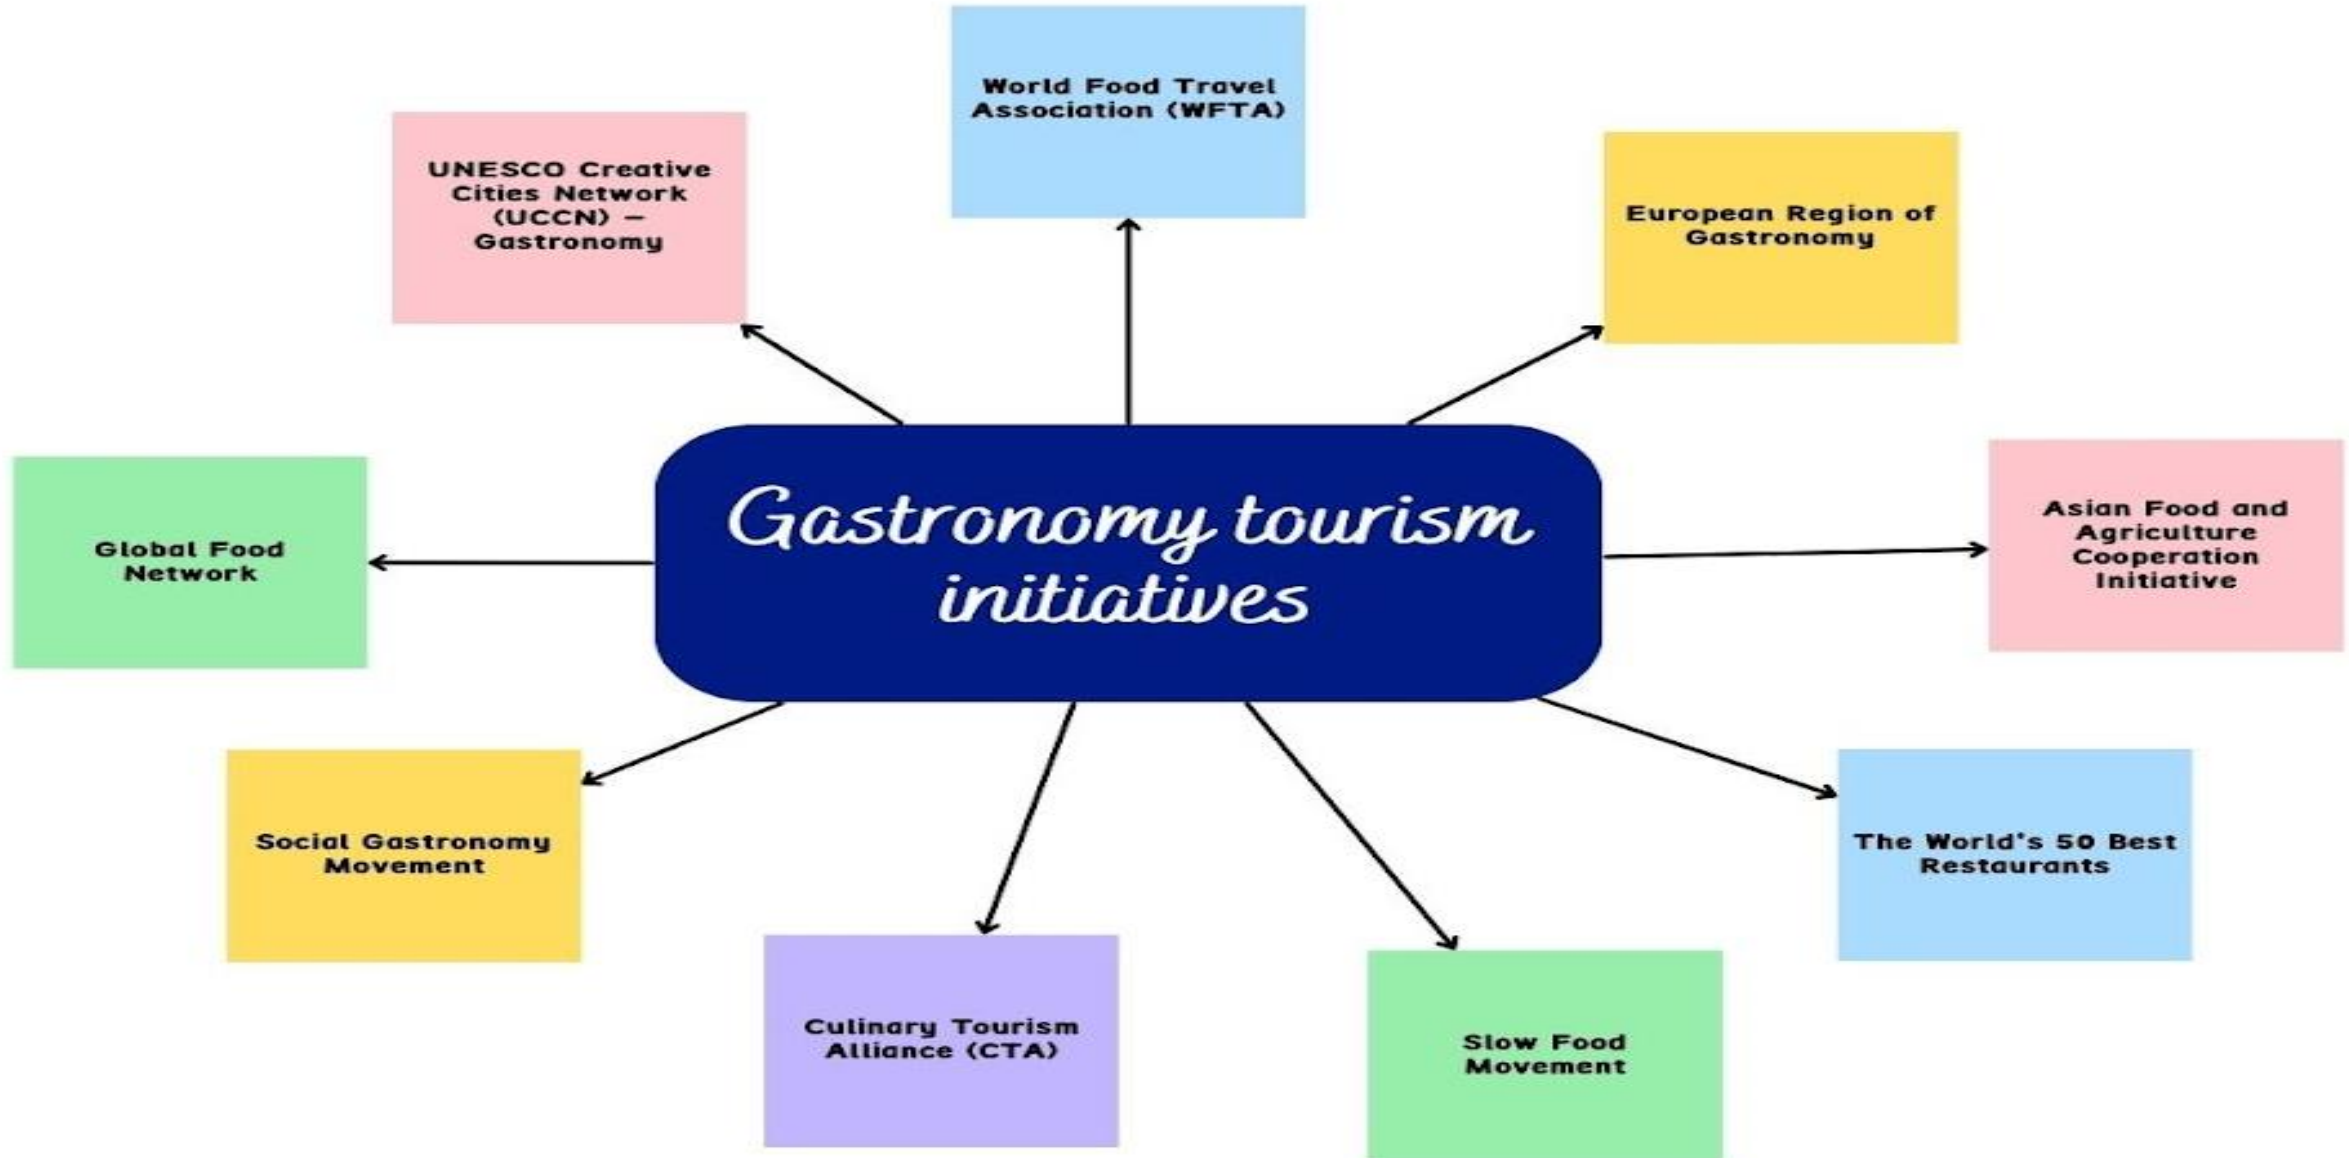 World Food Travel
Association (WFTA)
UNESCO Creative
Cities Network
(UCCN) –
Gastronomy
European Region of
Gastronomy
Gastronomy tourism
initiatives
Asian Food and
Agriculture
Cooperation
Initiative
Global Food
Network
Social Gastronomy
Movement
The World's 50 Best
Restaurants
Culinary Tourism
Alliance (CTA)
Slow Food
Movement